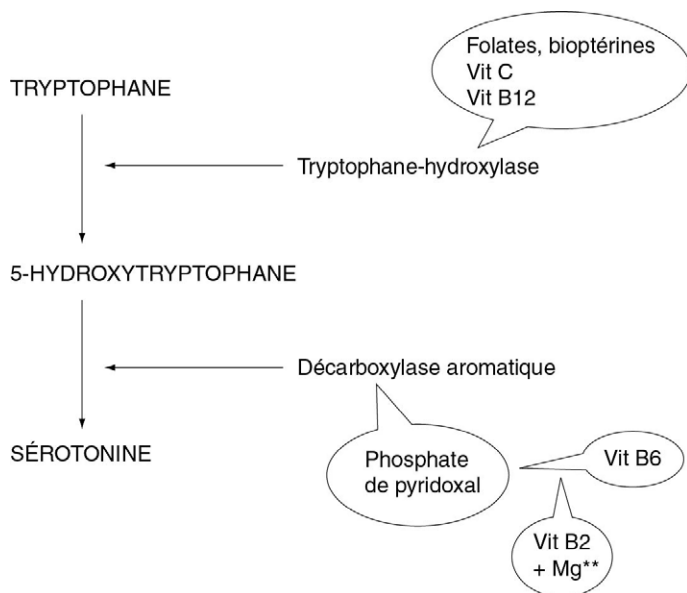 Folates, bioptérines
Vit C
Vit B12
TRYPTOPHANE
Tryptophane-hydroxylase
5-HYDROXYTRYPTOPHANE
Décarboxylase aromatique
SÉROTONINE
Phosphate
de pyridoxal
Vit B6
Vit B2
+ Mg**